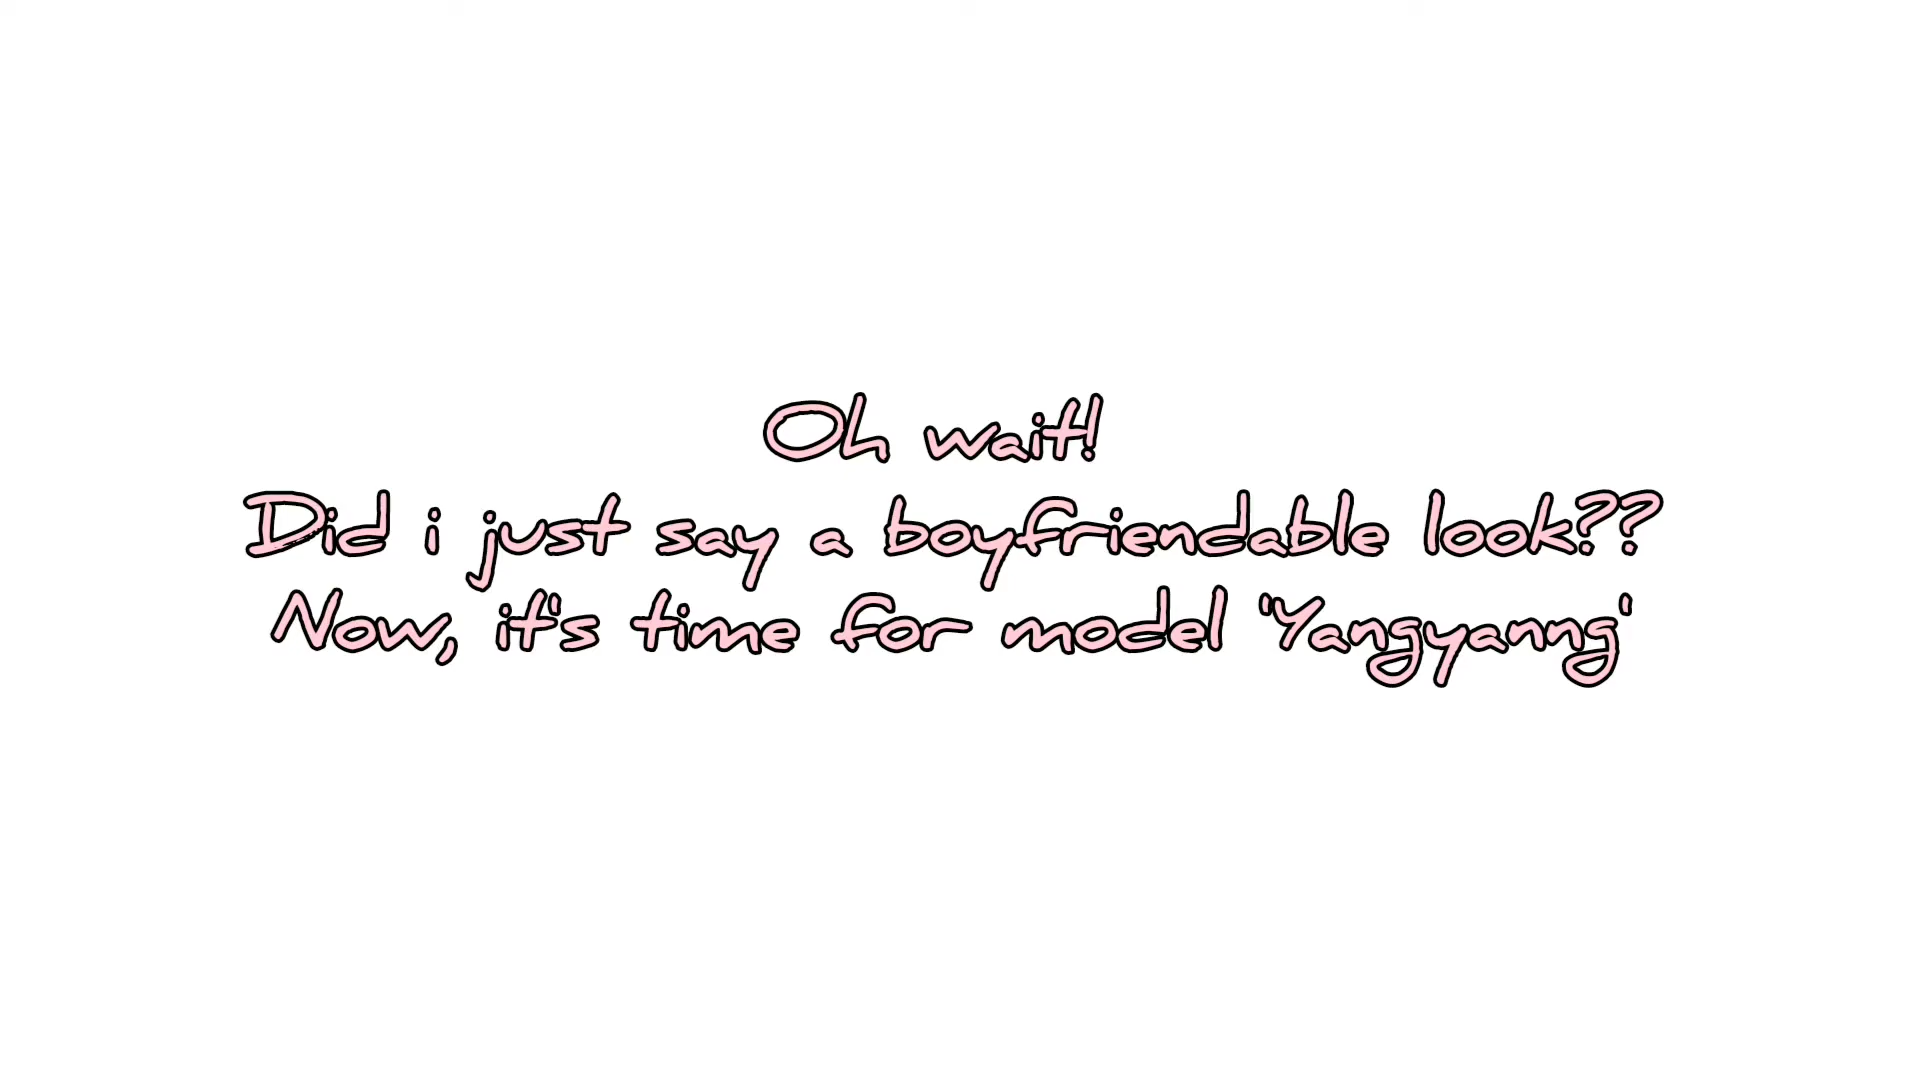 Oh wait!
Did i just say a boyfriendable look??
Now, it's time for model 'Yangyanng'